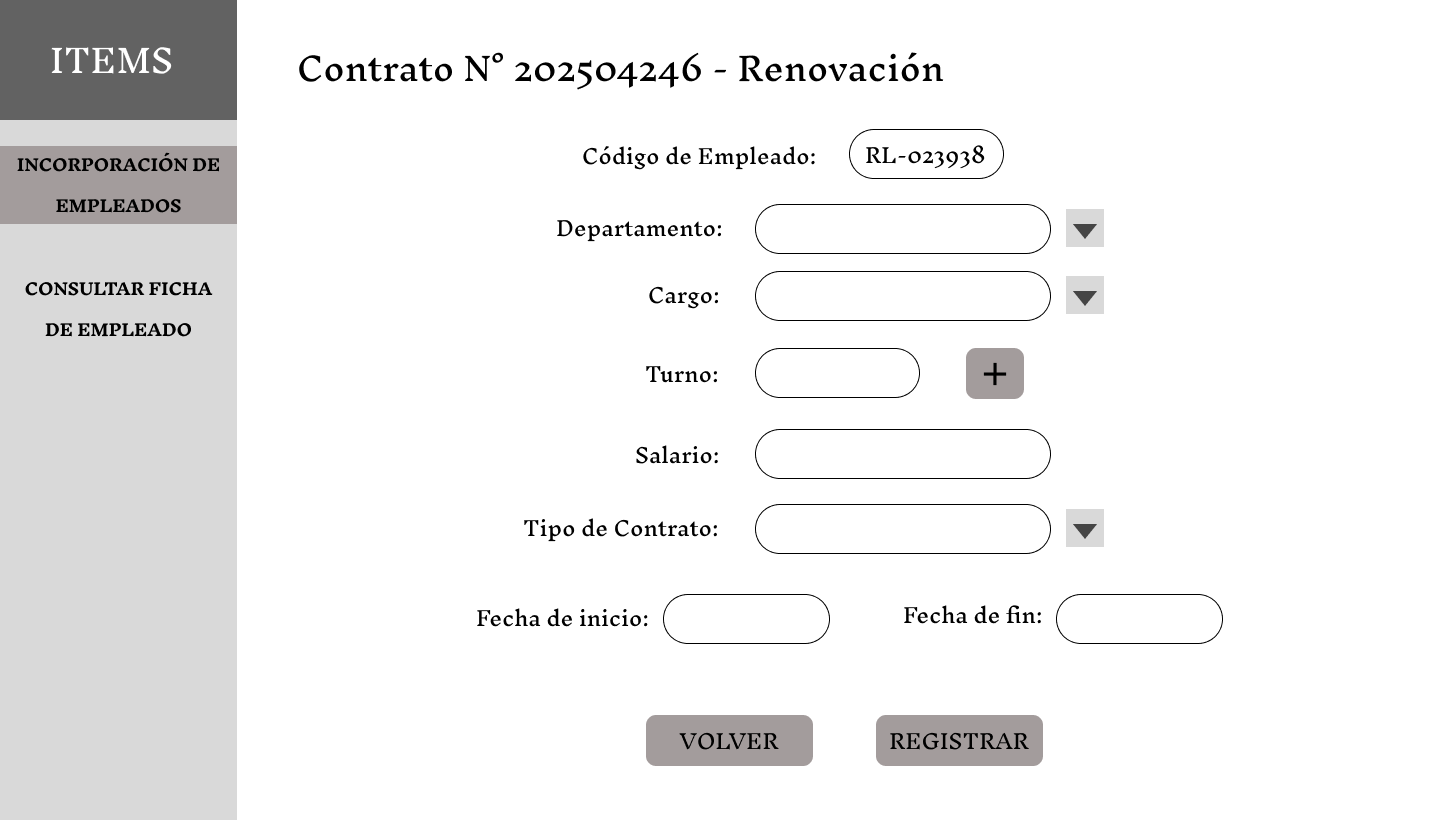 ITEMS
INCORPORACIÓN DE
EMPLEADOS
CONSULTAR FICHA
DE EMPLEADO
Contrato N° 202504246 - Renovación
Código de Empleado: RL-023938
Departamento:
Cargo:
Turno: +
Salario:
Tipo de Contrato:
Fecha de inicio: Fecha de fin:
VOLVER REGISTRAR